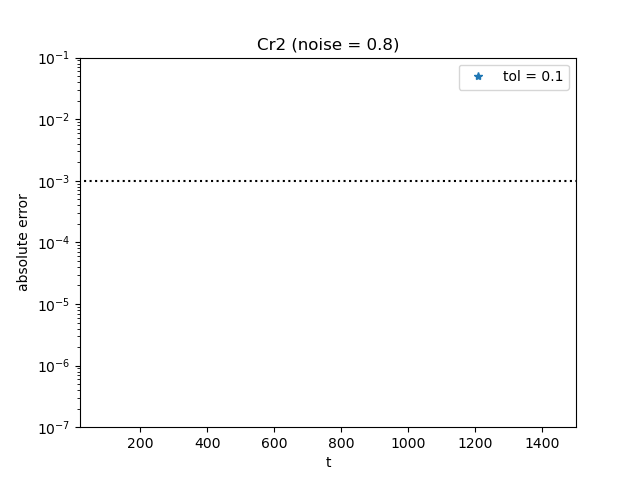 Cr2 (noise = 0.8)
tol = 0.1
10⁻¹
10⁻²
10⁻³
10⁻⁴
10⁻⁵
10⁻⁶
10⁻⁷
absolute error
200 400 600 800 1000 1200 1400
t